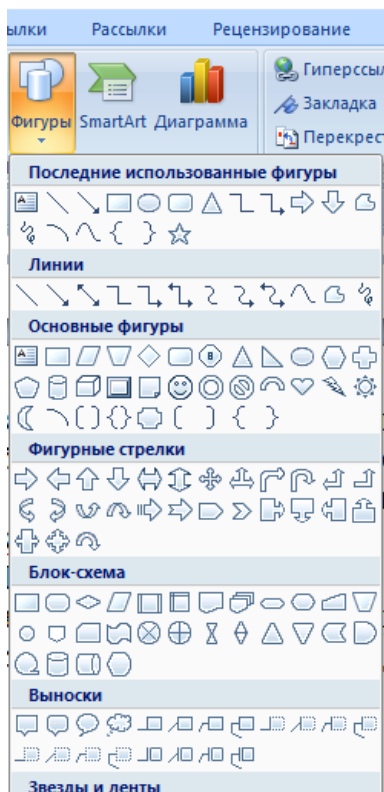 ылки Рассылки Рецензирование
Гиперссыл
Фигуры SmartArt Диаграмма Закладка
Перекрест
Последние использованные фигуры
Линии
Основные фигуры
Фигурные стрелки
Блок-схема
Выноски
Звезды и ленты